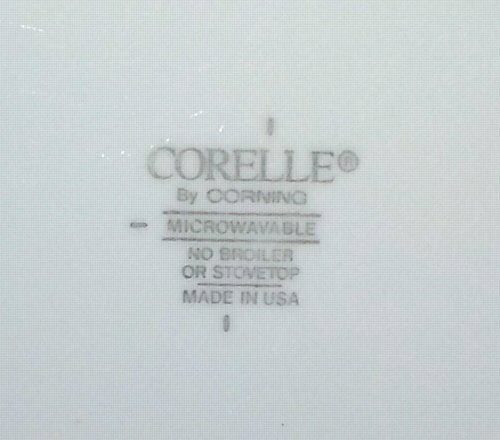 CORELLE®
By CORNING
MICROWAVABLE
NO BROILER
OR STOVETOP
MADE IN USA